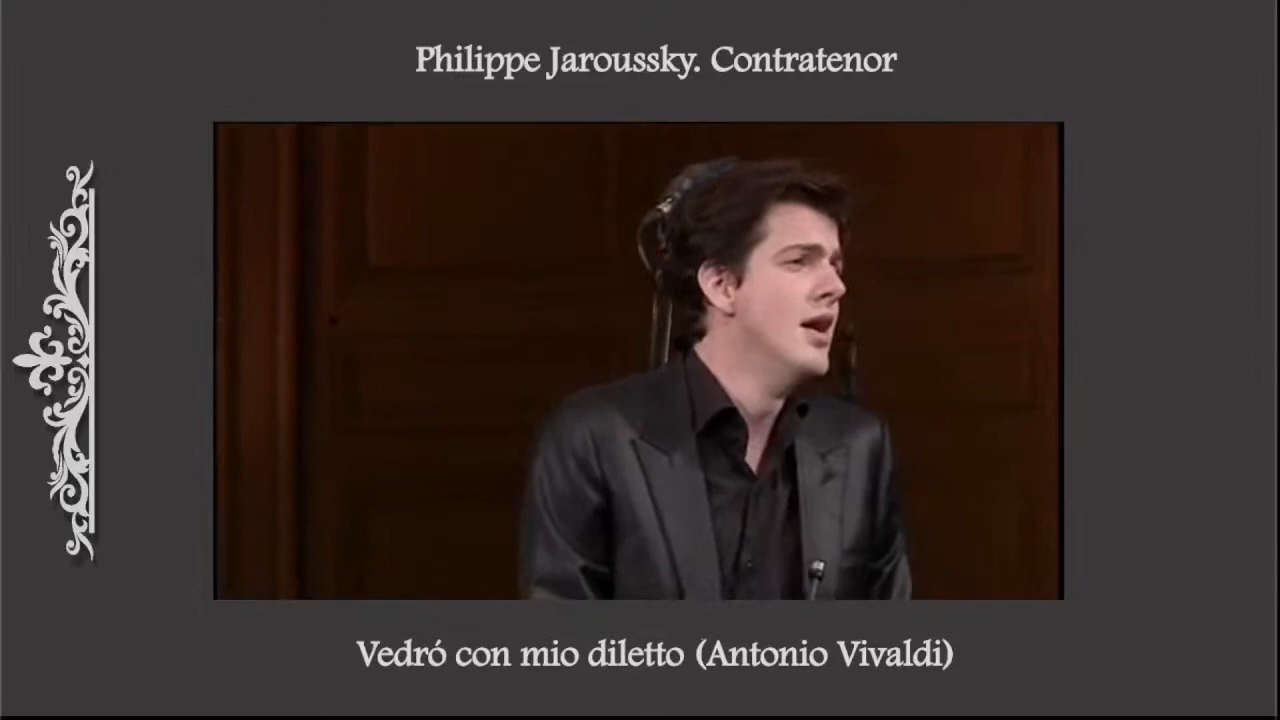 Philippe Jaroussky. Contratenor
Vedró con mio diletto (Antonio Vivaldi)